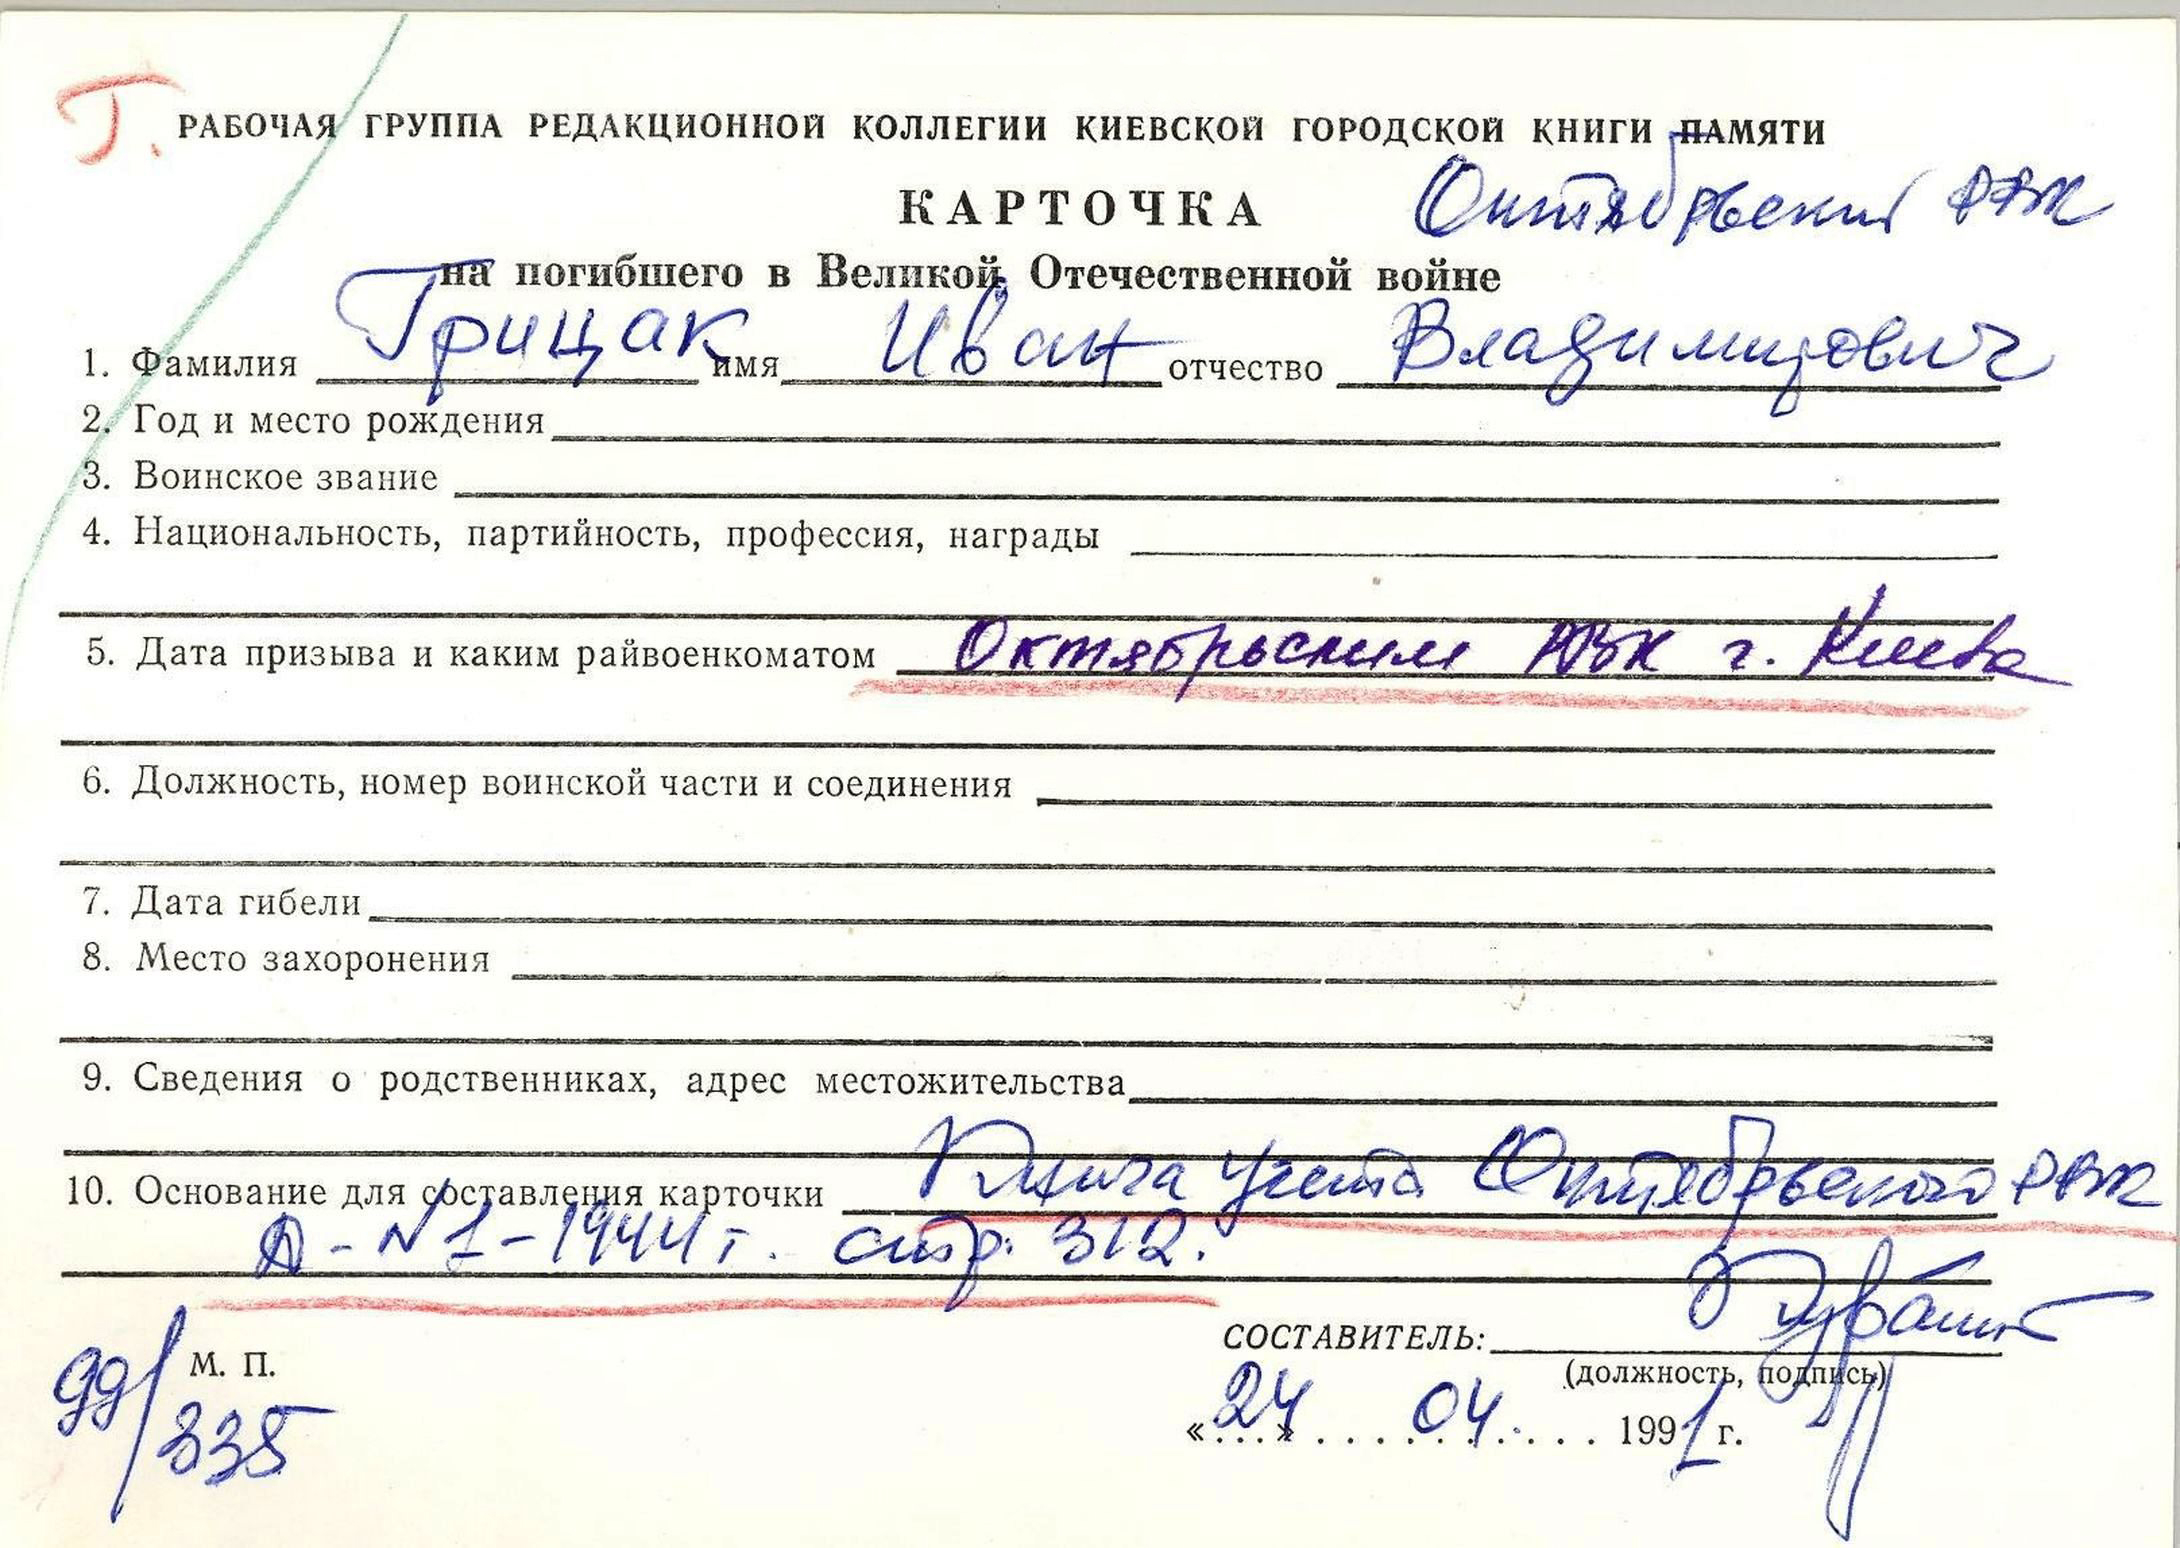 Г.
РАБОЧАЯ ГРУППА РЕДАКЦИОННОЙ КОЛЛЕГИИ КИЕВСКОЙ ГОРОДСКОЙ КНИГИ ПАМЯТИ
КАРТОЧКА Октябрьский РВК
на погибшего в Великой Отечественной войне
1. Фамилия Грицак имя Иван отчество Владимирович
2. Год и место рождения
3. Воинское звание
4. Национальность, партийность, профессия, награды
5. Дата призыва и каким райвоенкоматом Октябрьским РВК г. Киева
6. Должность, номер воинской части и соединения
7. Дата гибели
8. Место захоронения
9. Сведения о родственниках, адрес местожительства
10. Основание для составления карточки Книга учета Октябрьского РВК
А-№1-1944 г. стр. 312.
СОСТАВИТЕЛЬ:
М. П.
(должность, подпись)
335
«24» 04. 1991 г.